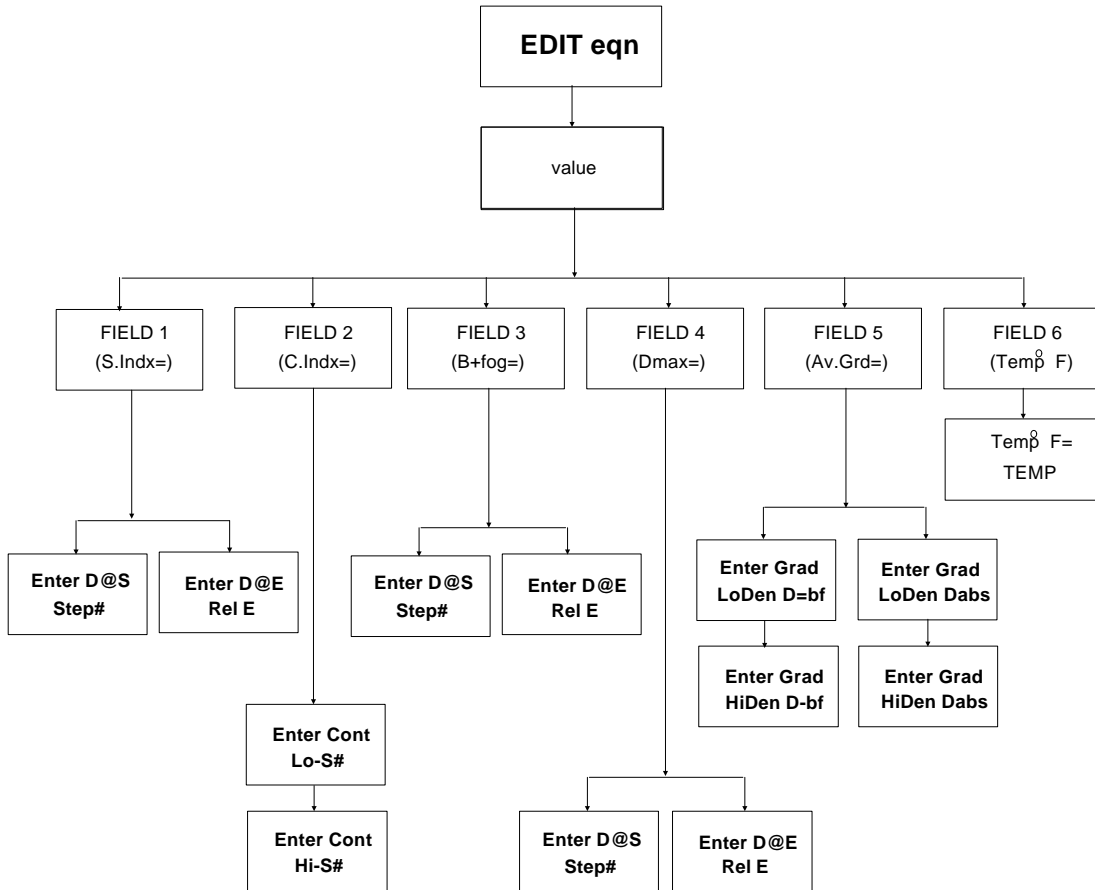 EDIT eqn
value
FIELD 1
(S.Indx=)
FIELD 2
(C.Indx=)
FIELD 3
(B+fog=)
FIELD 4
(Dmax=)
FIELD 5
(Av.Grd=)
FIELD 6
(Temp° F)
Temp° F=
TEMP
Enter D@S
Step#
Enter D@E
Rel E
Enter D@S
Step#
Enter D@E
Rel E
Enter Grad
LoDen D=bf
Enter Grad
LoDen Dabs
Enter Grad
HiDen D-bf
Enter Grad
HiDen Dabs
Enter Cont
Lo-S#
Enter Cont
Hi-S#
Enter D@S
Step#
Enter D@E
Rel E